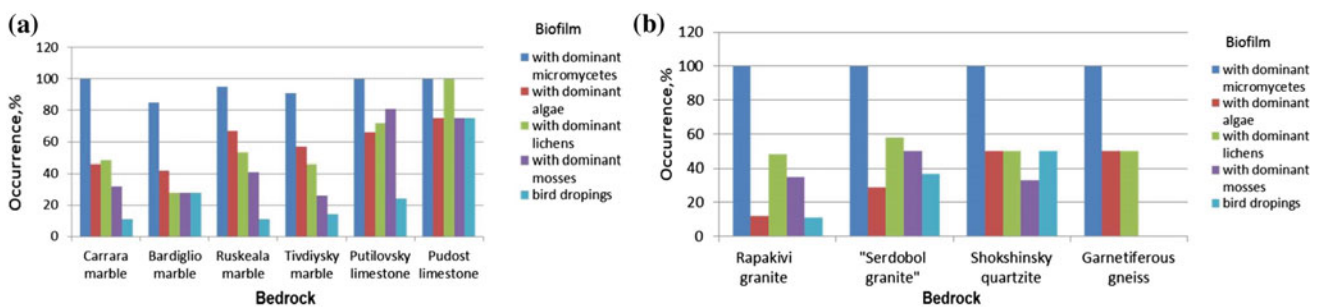 (a)
Occurrence,%
120
100
80
60
40
20
0
Carrara
marble
Bardiglio
marble
Ruskeala
marble
Tivdiysky
marble
Putilovsky
limestone
Pudost
limestone
Bedrock
Biofilm
with dominant
micromycetes
with dominant
algae
with dominant
lichens
with dominant
mosses
bird dropings
(b)
Occurrence,%
120
100
80
60
40
20
0
Rapakivi
granite
"Serdobol
granite"
Shokshinsky
quartzite
Garnetiferous
gneiss
Bedrock
Biofilm
with dominant
micromycetes
with dominant
algae
with dominant
lichens
with dominant
mosses
bird dropings